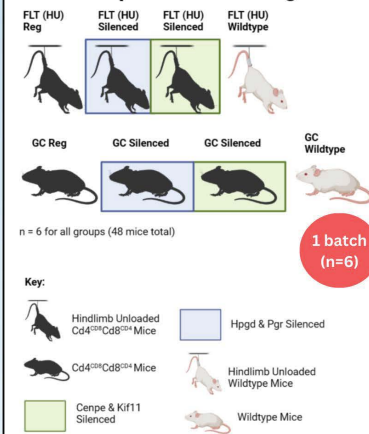 FLT (HU) FLT (HU) FLT (HU) FLT (HU)
Reg Silenced Silenced Wildtype
GC Reg GC Silenced GC Silenced GC
Wildtype
n = 6 for all groups (48 mice total)
1 batch
(n=6)
Key:
Hindlimb Unloaded
Cd4ᶜᴰ⁸Cd8ᶜᴰ⁴ Mice
Hpgd & Pgr Silenced
Cd4ᶜᴰ⁸Cd8ᶜᴰ⁴ Mice
Hindlimb Unloaded
Wildtype Mice
Cenpe & Kif11
Silenced
Wildtype Mice